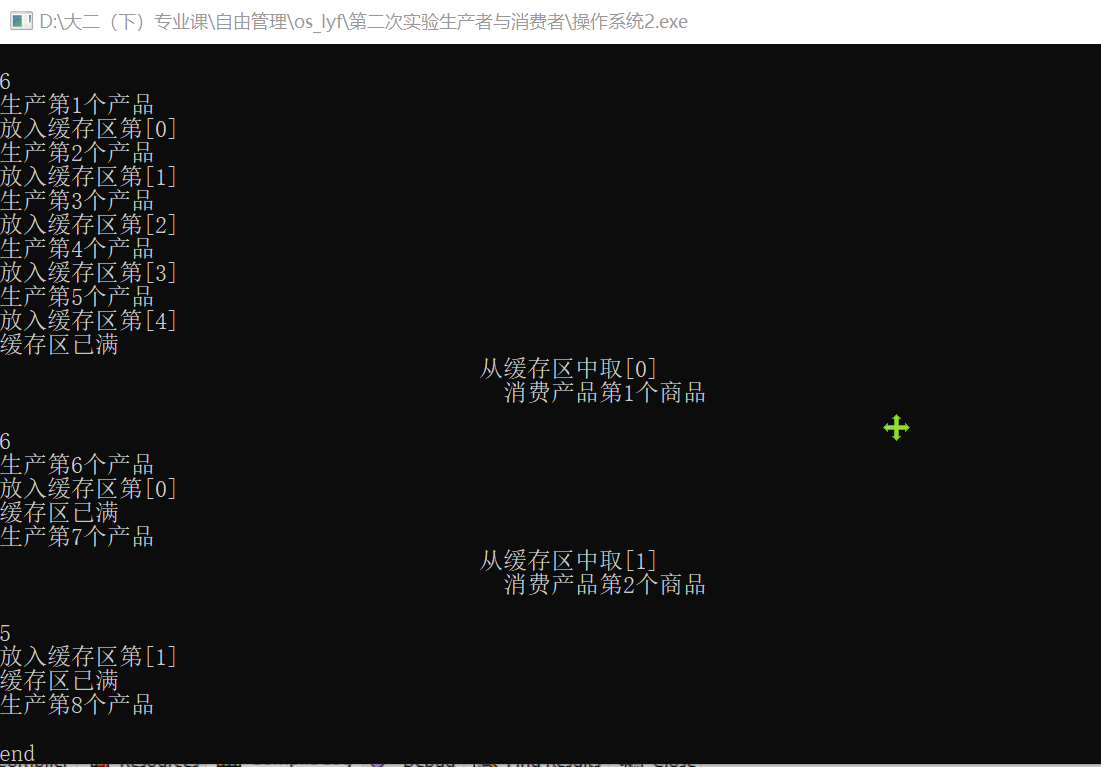 D:\大二（下）专业课\自由管理\os_lyf\第二次实验生产者与消费者\操作系统2.exe
6
生产第1个产品
放入缓存区第[0]
生产第2个产品
放入缓存区第[1]
生产第3个产品
放入缓存区第[2]
生产第4个产品
放入缓存区第[3]
生产第5个产品
放入缓存区第[4]
缓存区已满
从缓存区中取[0]
消费产品第1个商品
6
生产第6个产品
放入缓存区第[0]
缓存区已满
生产第7个产品
从缓存区中取[1]
消费产品第2个商品
5
放入缓存区第[1]
缓存区已满
生产第8个产品
end